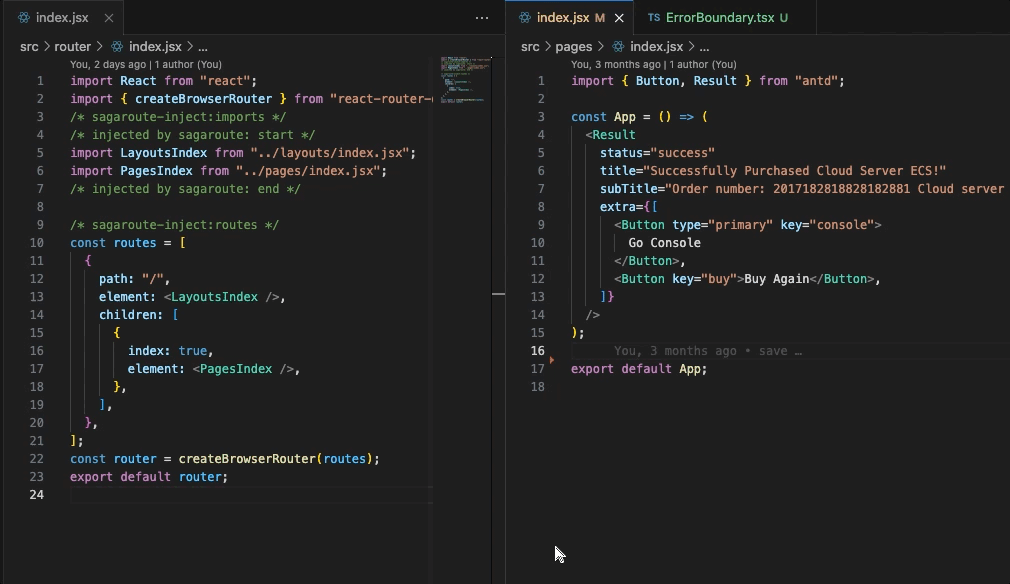 index.jsx
index.jsx M
TS ErrorBoundary.tsx U
src > router > index.jsx > ...
src > pages > index.jsx > ...
You, 2 days ago | 1 author (You)
1 import React from "react";
2 import { createBrowserRouter } from "react-router-
3 /* sagaroute-inject:imports */
4 /* injected by sagaroute: start */
5 import LayoutsIndex from "../layouts/index.jsx";
6 import PagesIndex from "../pages/index.jsx";
7 /* injected by sagaroute: end */
8
9 /* sagaroute-inject:routes */
10 const routes = [
11 {
12 path: "/",
13 element: <LayoutsIndex />,
14 children: [
15 {
16 index: true,
17 element: <PagesIndex />,
18 },
19 ],
20 },
21 ];
22 const router = createBrowserRouter(routes);
23 export default router;
24
You, 3 months ago | 1 author (You)
1 import { Button, Result } from "antd";
2
3 const App = () => (
4 <Result
5 status="success"
6 title="Successfully Purchased Cloud Server ECS!"
7 subTitle="Order number: 2017182818828182881 Cloud server
8 extra={[
9 <Button type="primary" key="console">
10 Go Console
11 </Button>,
12 <Button key="buy">Buy Again</Button>,
13 ]}
14 />
15 );
16 You, 3 months ago • save …
17 export default App;
18